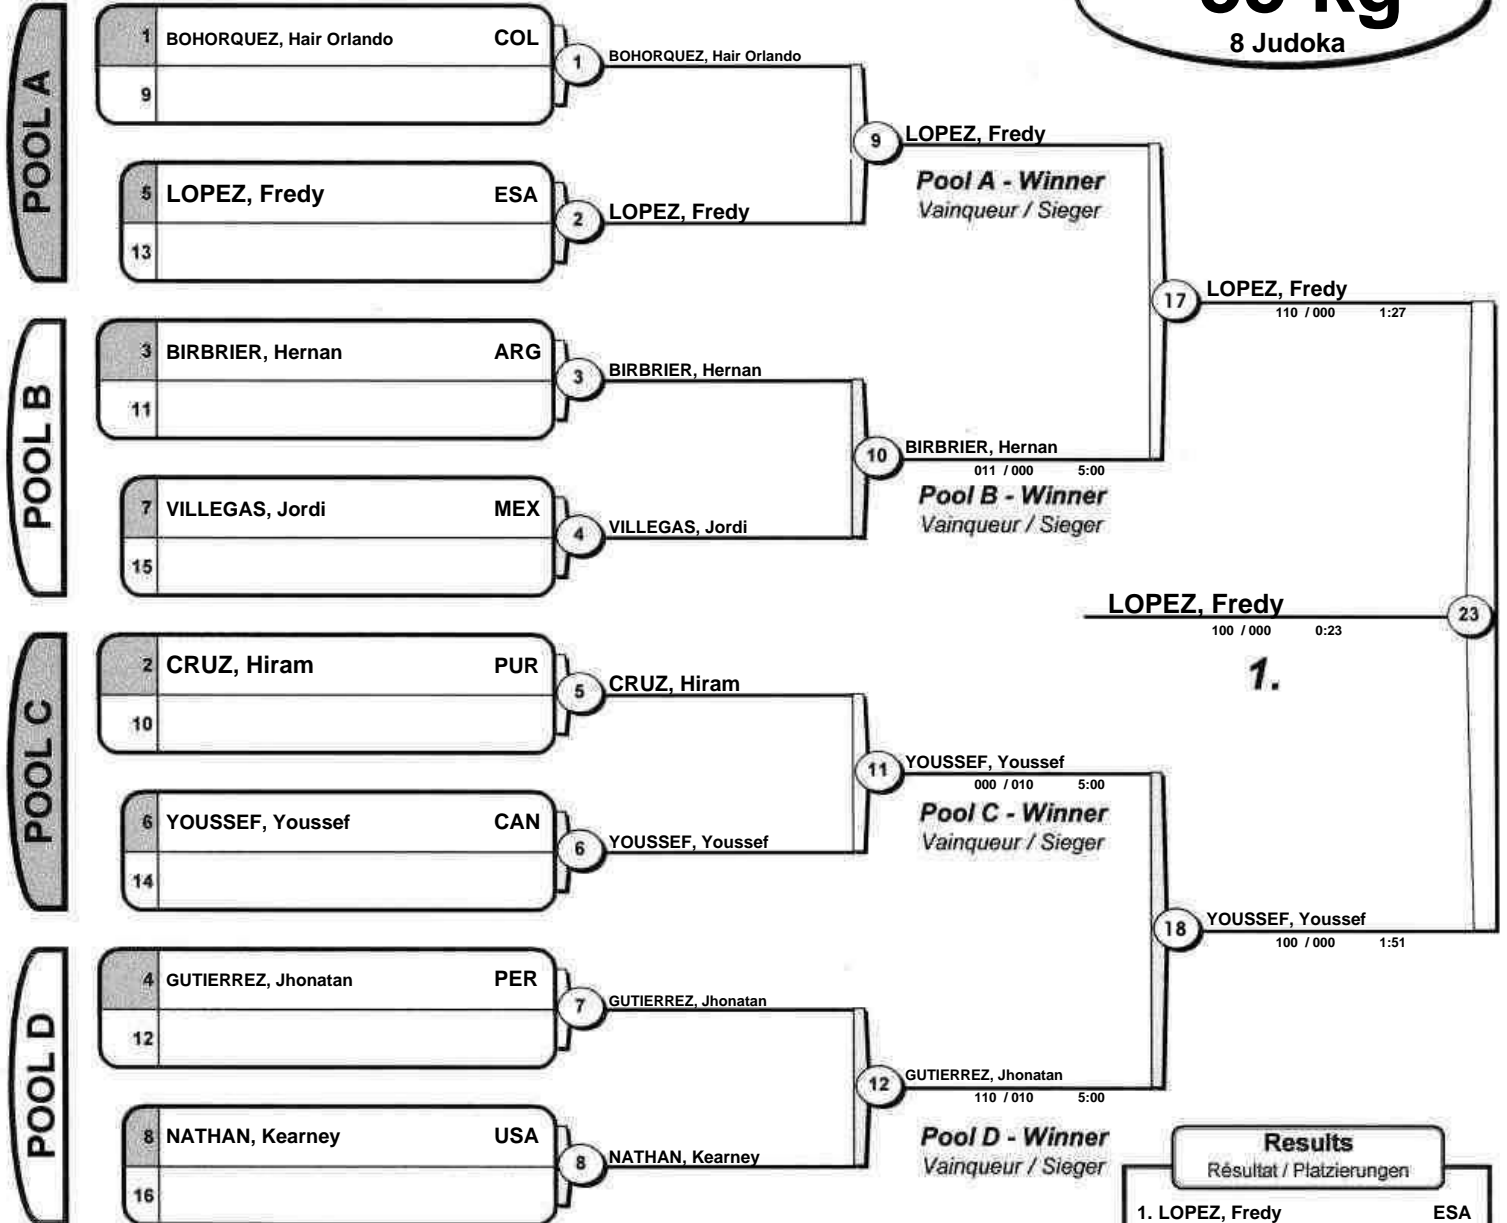 kg
8 Judoka
POOL A
1 BOHORQUEZ, Hair Orlando COL
9
1
BOHORQUEZ, Hair Orlando
5 LOPEZ, Fredy ESA
13
2
LOPEZ, Fredy
9
LOPEZ, Fredy
Pool A - Winner
Vainqueur / Sieger
POOL B
3 BIRBRIER, Hernan ARG
11
3
BIRBRIER, Hernan
7 VILLEGAS, Jordi MEX
15
4
VILLEGAS, Jordi
10
BIRBRIER, Hernan
011 / 000 5:00
Pool B - Winner
Vainqueur / Sieger
17
LOPEZ, Fredy
110 / 000 1:27
LOPEZ, Fredy
100 / 000 0:23
23
1.
POOL C
2 CRUZ, Hiram PUR
10
5
CRUZ, Hiram
6 YOUSSEF, Youssef CAN
14
6
YOUSSEF, Youssef
11
YOUSSEF, Youssef
000 / 010 5:00
Pool C - Winner
Vainqueur / Sieger
18
YOUSSEF, Youssef
100 / 000 1:51
POOL D
4 GUTIERREZ, Jhonatan PER
12
7
GUTIERREZ, Jhonatan
8 NATHAN, Kearney USA
16
8
NATHAN, Kearney
12
GUTIERREZ, Jhonatan
110 / 010 5:00
Pool D - Winner
Vainqueur / Sieger
Results
Résultat / Platzierungen
1. LOPEZ, Fredy ESA